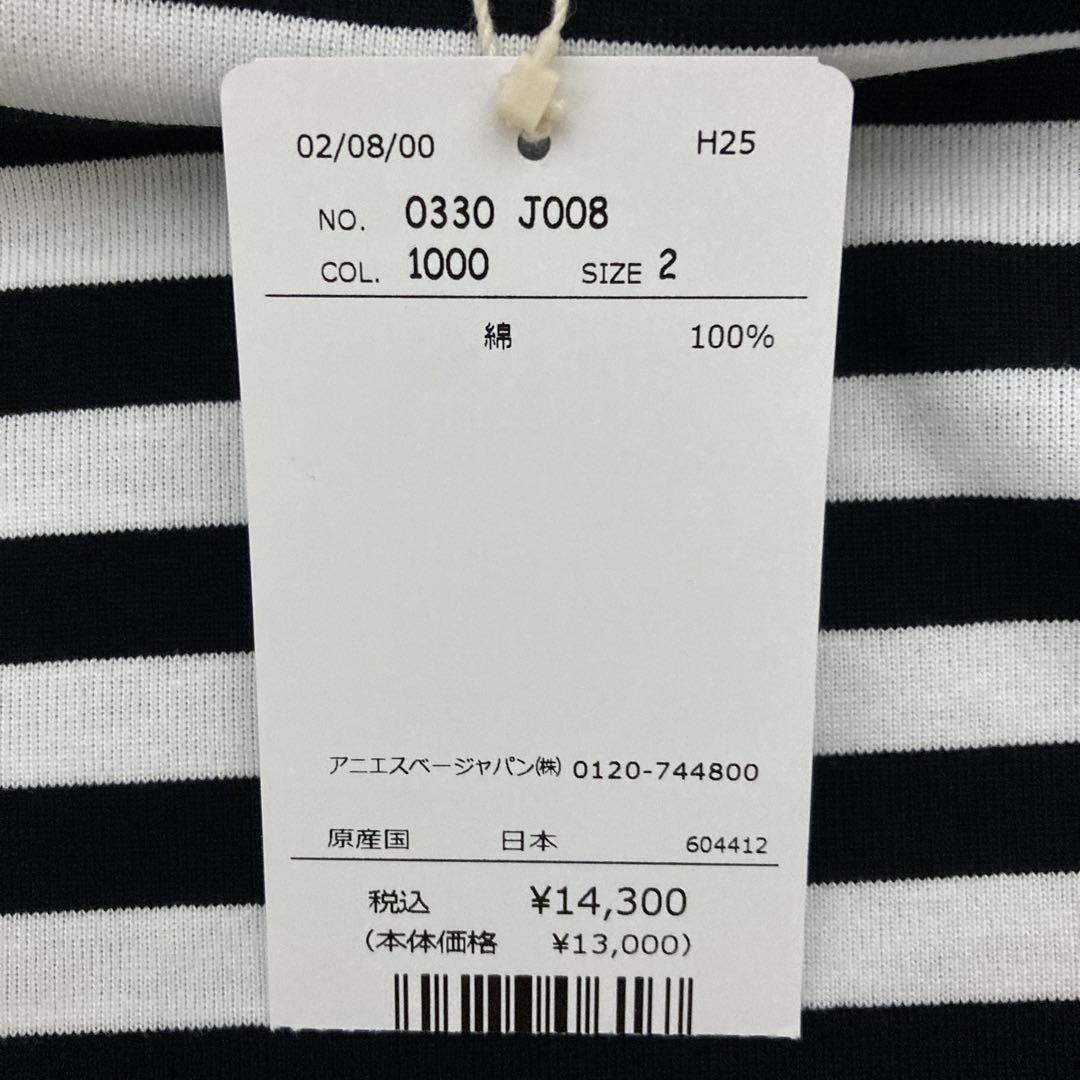 02/08/00 H25
NO. 0330 J008
COL. 1000 SIZE 2
綿 100%
アニエスベージャパン㈱ 0120-744800
原産国 日本 604412
税込 ¥14,300
(本体価格 ¥13,000)